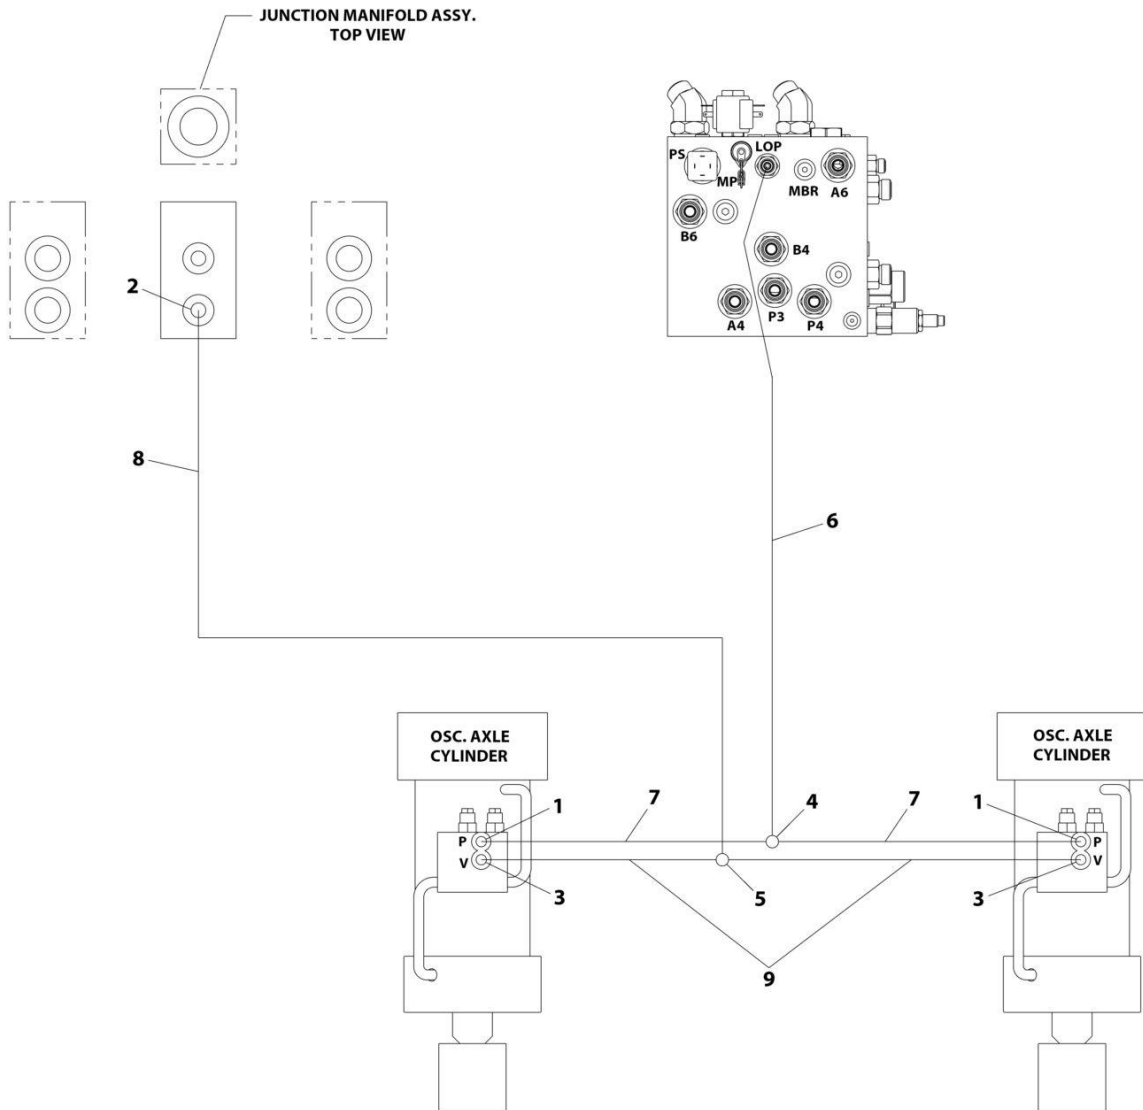 JUNCTION MANIFOLD ASSY.
TOP VIEW
PS
LOP
MP
MBR
A6
B6
B4
2
A4
P3
P4
8
6
OSC. AXLE
CYLINDER
OSC. AXLE
CYLINDER
1
7
4
7
1
P
P
V
V
3
5
3
9